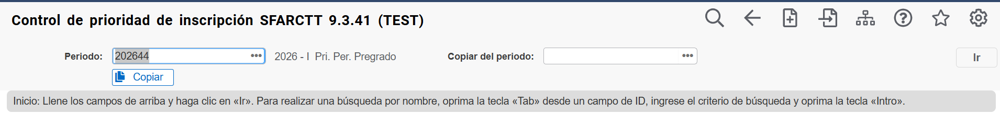 Control de prioridad de inscripción SFARCTT 9.3.41 (TEST)
Periodo: 202644 ••• 2026 - I Pri. Per. Pregrado Copiar del periodo: ••• Ir
Copiar
Inicio: Llene los campos de arriba y haga clic en «Ir». Para realizar una búsqueda por nombre, oprima la tecla «Tab» desde un campo de ID, ingrese el criterio de búsqueda y oprima la tecla «Intro».